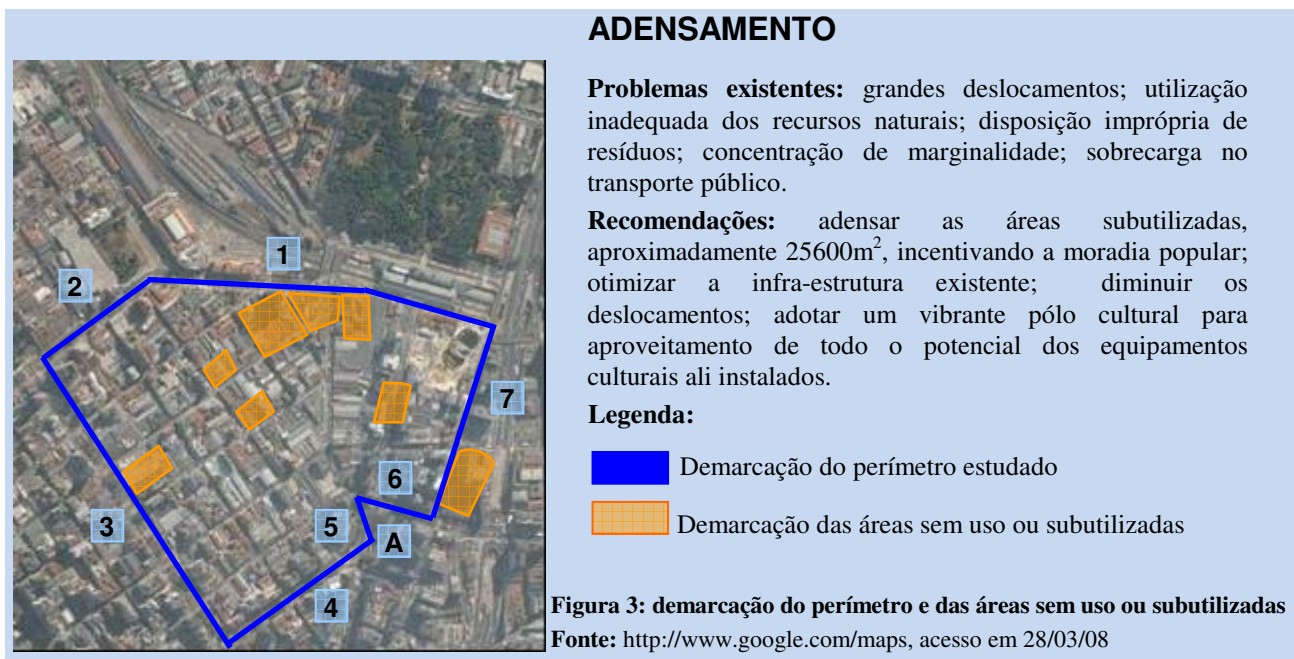 ADENSAMENTO
Problemas existentes: grandes deslocamentos; utilização
inadequada dos recursos naturais; disposição imprópria de
resíduos; concentração de marginalidade; sobrecarga no
transporte público.
Recomendações: adensar as áreas subutilizadas,
aproximadamente 25600m², incentivando a moradia popular;
otimizar a infra-estrutura existente; diminuir os
deslocamentos; adotar um vibrante pólo cultural para
aproveitamento de todo o potencial dos equipamentos
culturais ali instalados.
Legenda:
Demarcação do perímetro estudado
Demarcação das áreas sem uso ou subutilizadas
Figura 3: demarcação do perímetro e das áreas sem uso ou subutilizadas
Fonte: http://www.google.com/maps, acesso em 28/03/08
1
2
7
6
3
5
A
4